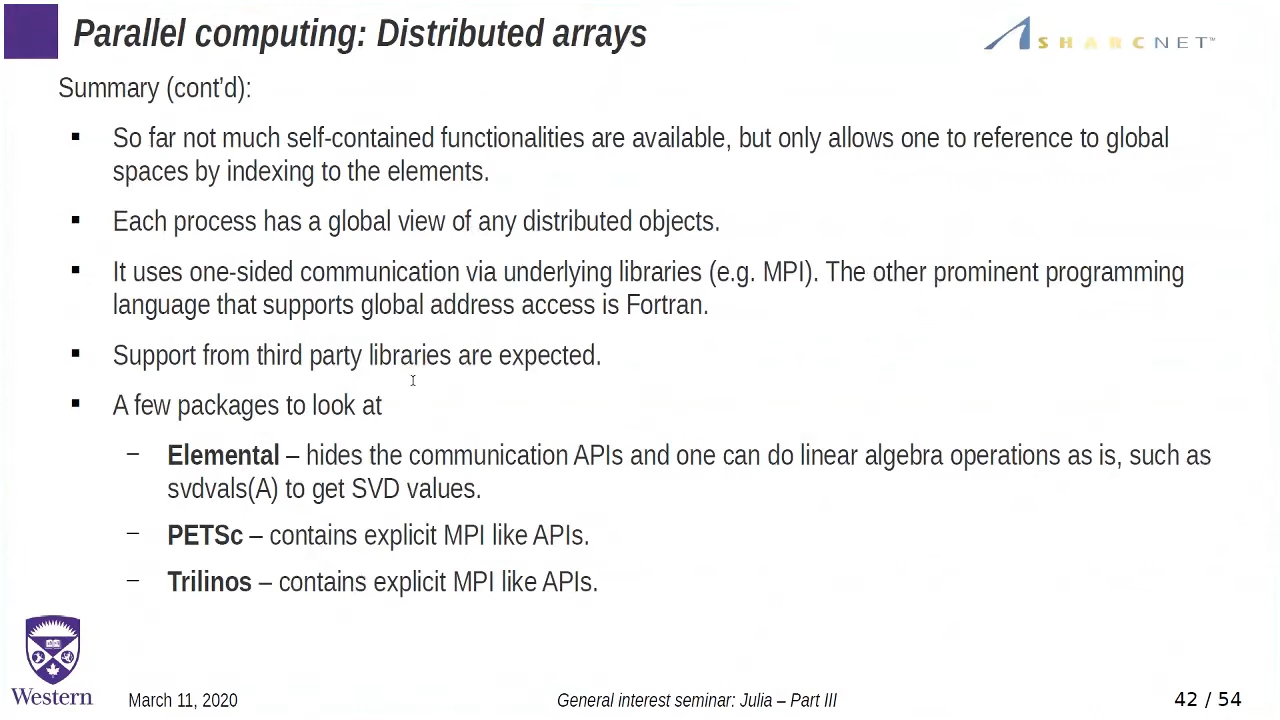 Parallel computing: Distributed arrays
SHARCNET™
Summary (cont’d):
▪ So far not much self-contained functionalities are available, but only allows one to reference to global
spaces by indexing to the elements.
▪ Each process has a global view of any distributed objects.
▪ It uses one-sided communication via underlying libraries (e.g. MPI). The other prominent programming
language that supports global address access is Fortran.
▪ Support from third party libraries are expected.
▪ A few packages to look at
– Elemental – hides the communication APIs and one can do linear algebra operations as is, such as
svdvals(A) to get SVD values.
– PETSc – contains explicit MPI like APIs.
– Trilinos – contains explicit MPI like APIs.
Western
March 11, 2020
General interest seminar: Julia – Part III
42 / 54